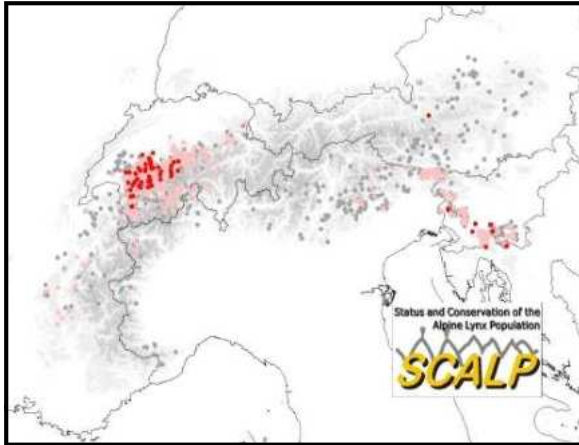 Status and Conservation of the
Alpine Lynx Population
SCALP